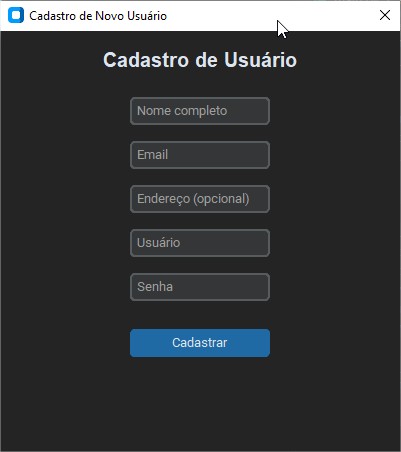 Cadastro de Novo Usuário
Cadastro de Usuário
Nome completo
Email
Endereço (opcional)
Usuário
Senha
Cadastrar